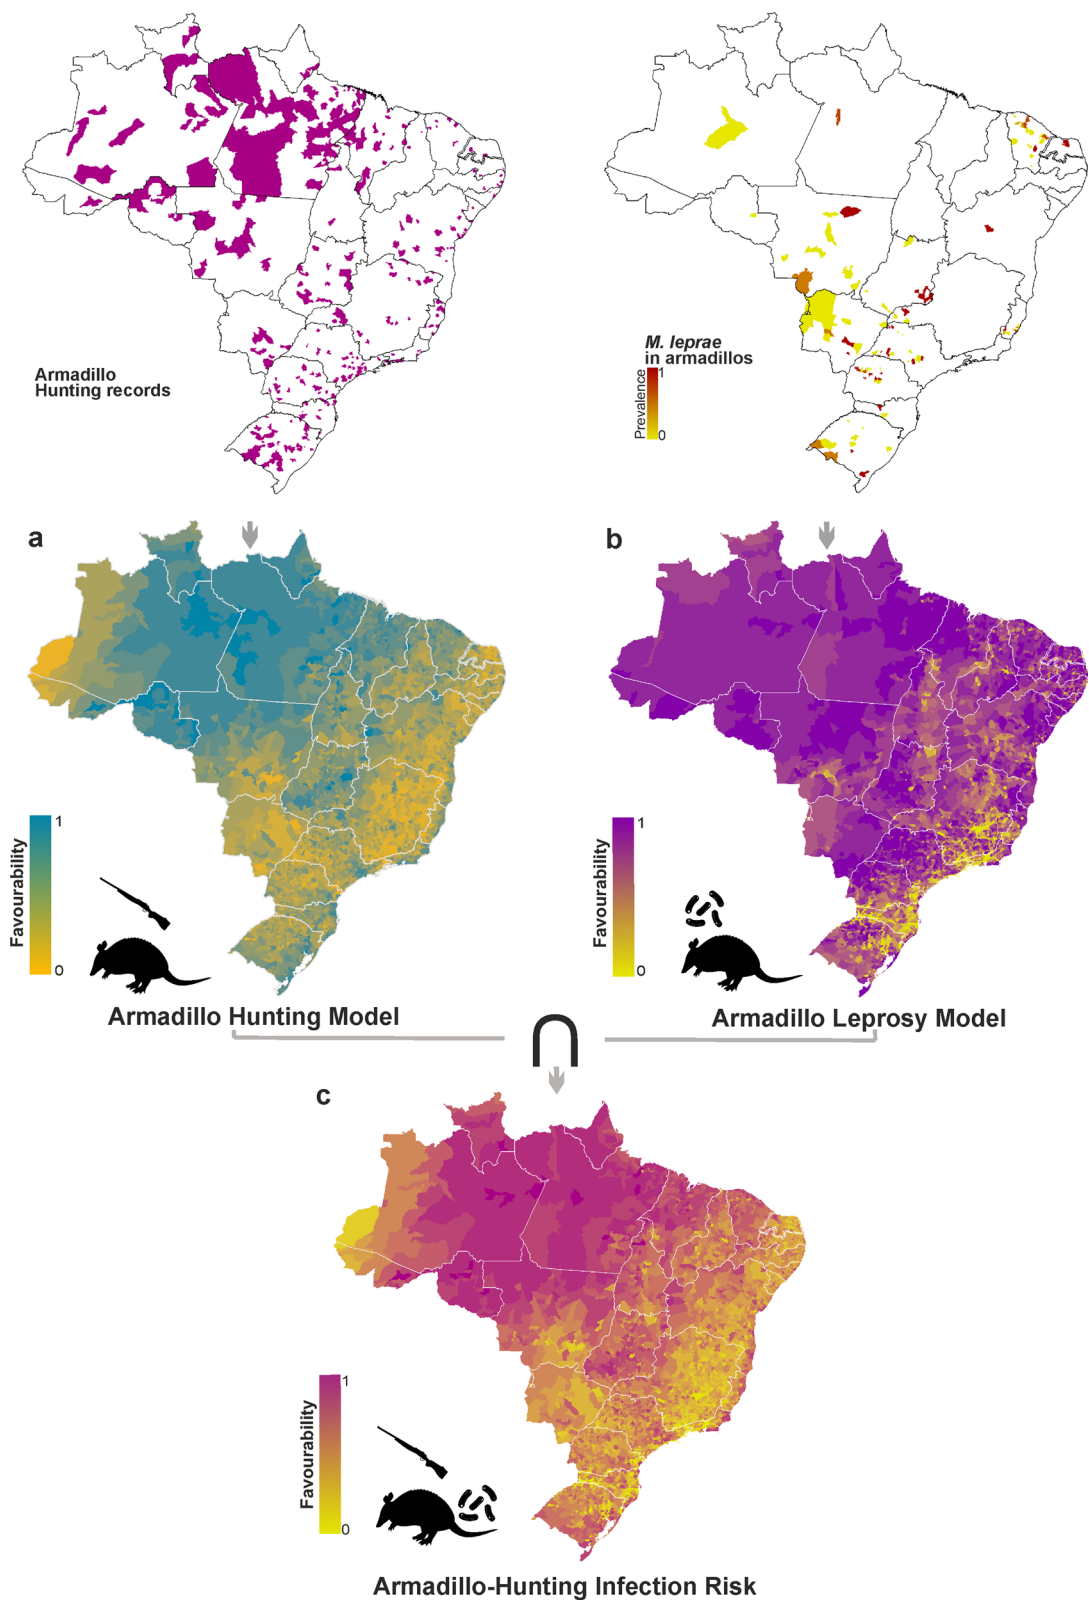 Armadillo
Hunting records
M. leprae
in armadillos
1
Prevalence
0
a
b
1
Favourability
0
1
Favourability
0
Armadillo Hunting Model
Armadillo Leprosy Model
∩
c
1
Favourability
0
Armadillo-Hunting Infection Risk